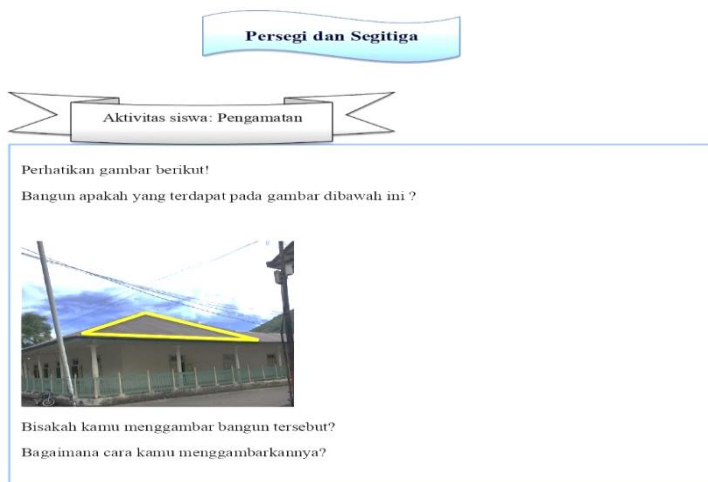 Persegi dan Segitiga
Aktivitas siswa: Pengamatan
Perhatikan gambar berikut!
Bangun apakah yang terdapat pada gambar dibawah ini ?
Bisakah kamu menggambar bangun tersebut?
Bagaimana cara kamu menggambarkannya?